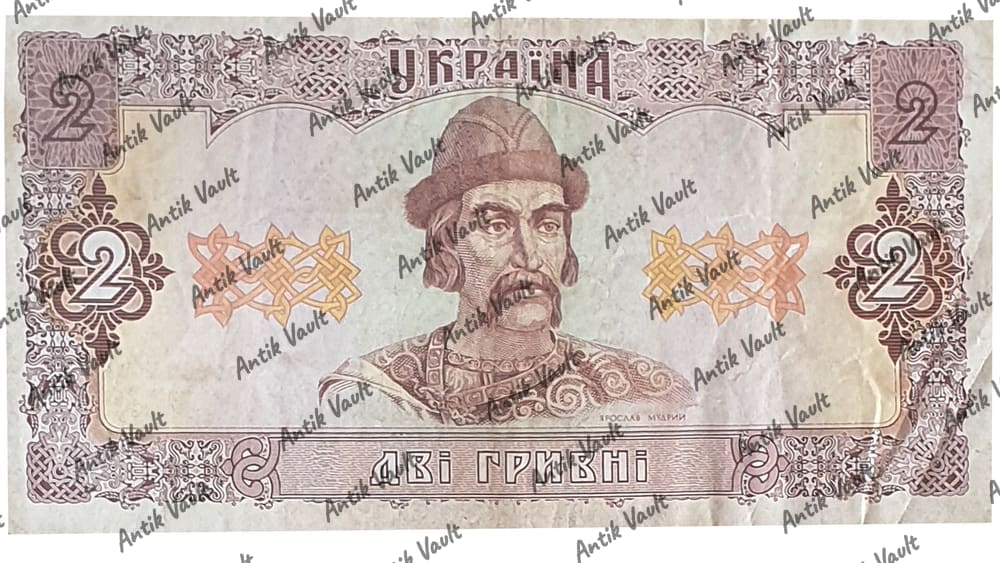 УКРАЇНА
2 2
2 2
ЯРОСЛАВ МУДРИЙ
ДВІ ГРИВНІ
Antik Vault